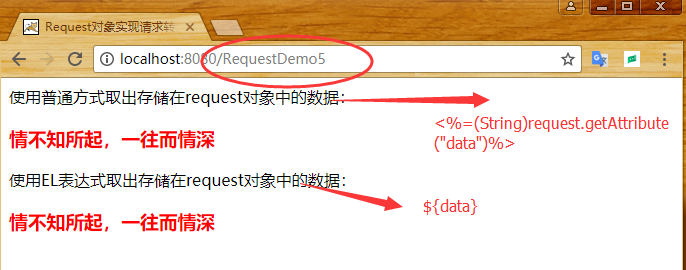 Request对象实现请求转
localhost:8080/RequestDemo5
使用普通方式取出存储在request对象中的数据：
<%=(String)request.getAttribute
("data")%>
情不知所起，一往而情深
使用EL表达式取出存储在request对象中的数据：
${data}
情不知所起，一往而情深